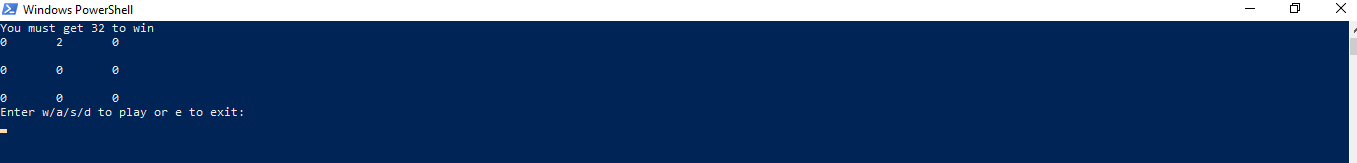 Windows PowerShell
You must get 32 to win
0 2 0
0 0 0
0 0 0
Enter w/a/s/d to play or e to exit: